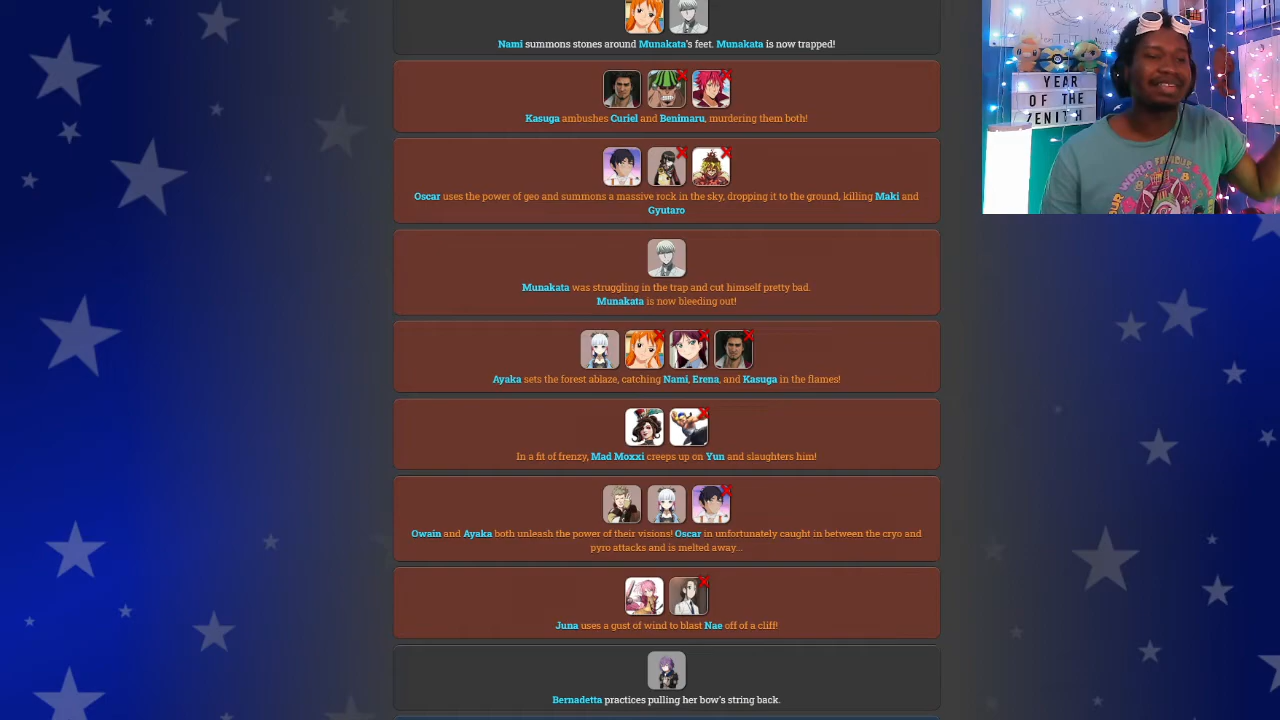 Nami summons stones around Munakata's feet. Munakata is now trapped!
Kasuga ambushes Curiel and Benimaru, murdering them both!
Oscar uses the power of geo and summons a massive rock in the sky, dropping it to the ground, killing Maki and
Gyutaro
Munakata was struggling in the trap and cut himself pretty bad.
Munakata is now bleeding out!
Ayaka sets the forest ablaze, catching Nami, Erena, and Kasuga in the flames!
In a fit of frenzy, Mad Moxxi creeps up on Yun and slaughters him!
Owain and Ayaka both unleash the power of their visions! Oscar in unfortunately caught in between the cryo and
pyro attacks and is melted away...
Juna uses a gust of wind to blast Nae off of a cliff!
Bernadetta practices pulling her bow's string back.
YEAR
OF THE
ZENITH
WORLD FAMOUS